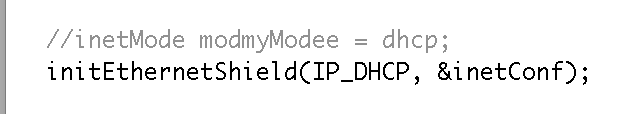 //inetMode modmyModee = dhcp;
initEthernetShield(IP_DHCP, &inetConf);